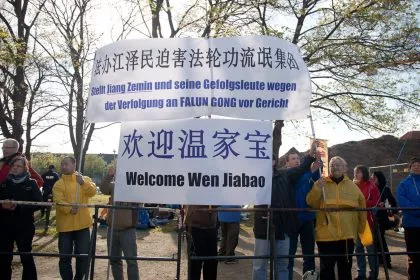 法办江泽民迫害法轮功流氓集团
Stellt Jiang Zemin und seine Gefolgsleute wegen
der Verfolgung an FALUN GONG vor Gericht
欢迎温家宝
Welcome Wen Jiabao